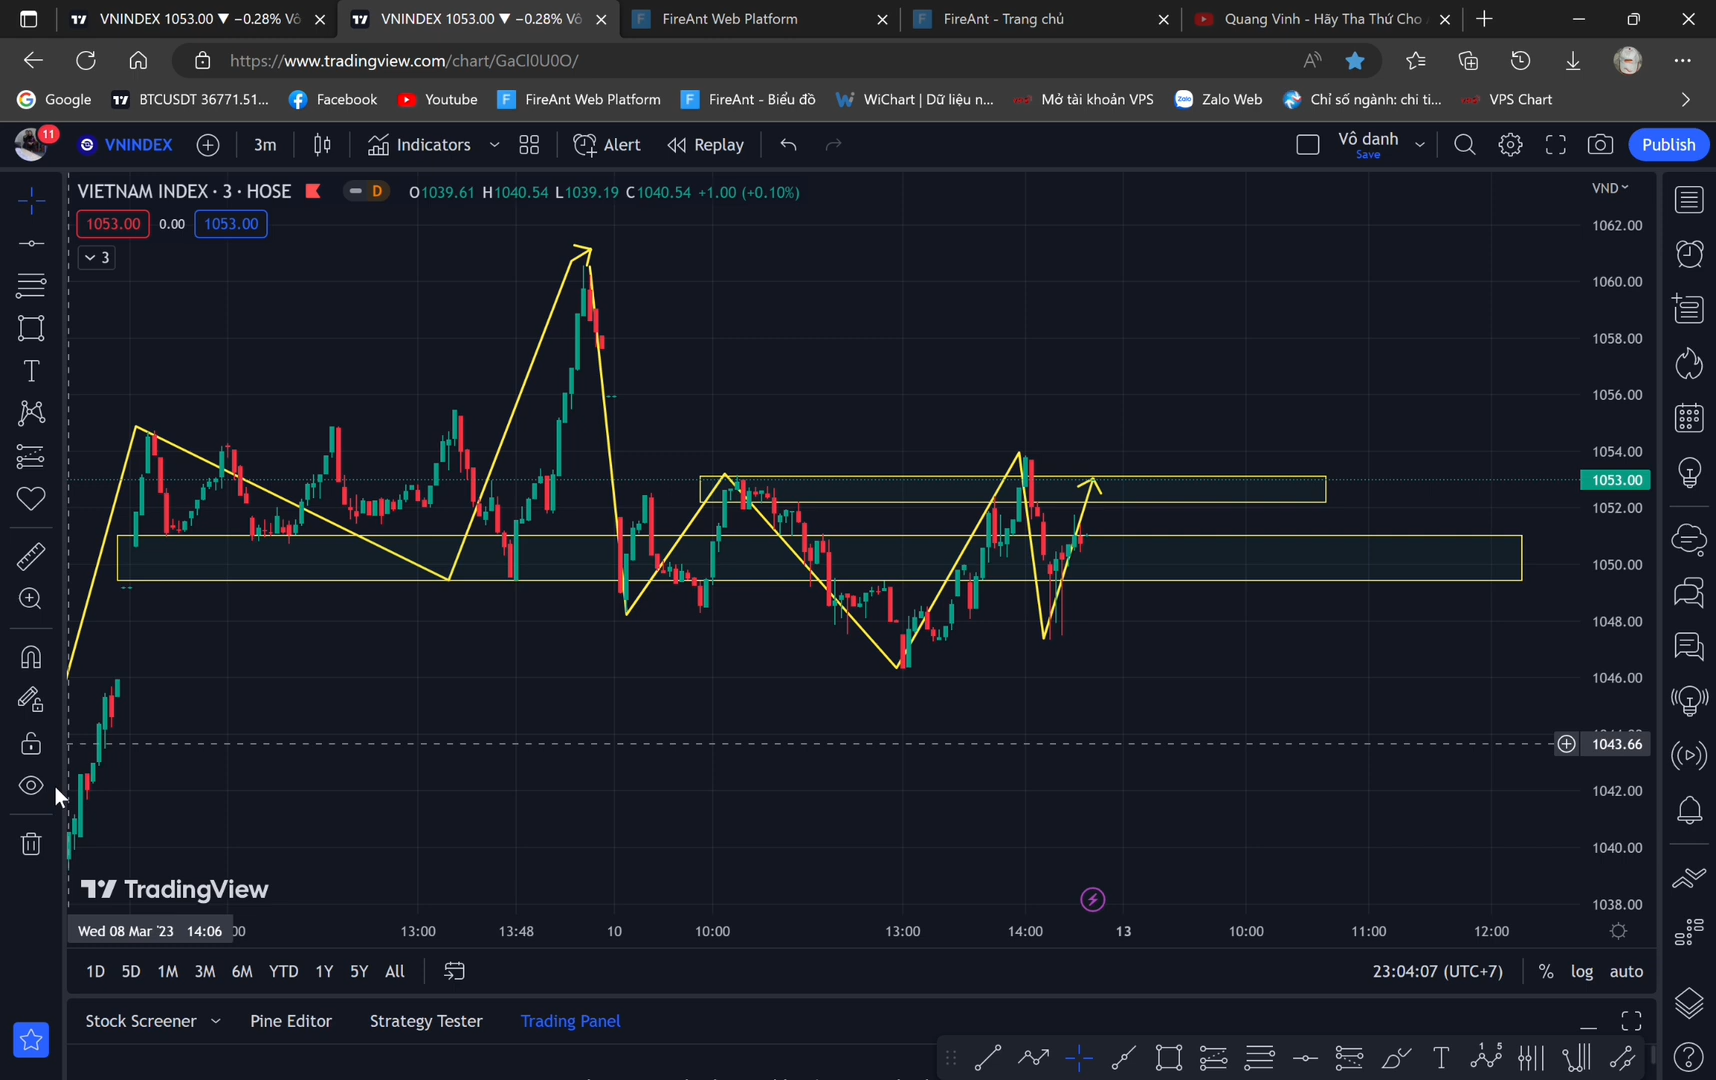 VNINDEX 1053.00 ▼ −0.28% Vô
VNINDEX 1053.00 ▼ −0.28% Vô
FireAnt Web Platform
FireAnt - Trang chủ
Quang Vinh - Hãy Tha Thứ Cho
https://www.tradingview.com/chart/GaCl0U0O/
Google
BTCUSDT 36771.51...
Facebook
Youtube
FireAnt Web Platform
FireAnt - Biểu đồ
WiChart | Dữ liệu n...
Mở tài khoản VPS
Zalo Web
Chỉ số ngành: chi ti...
VPS Chart
11
VNINDEX
3m
Indicators
Alert
Replay
Vô danh
Save
Publish
VIETNAM INDEX · 3 · HOSE
D
O1039.61 H1040.54 L1039.19 C1040.54 +1.00 (+0.10%)
VND
1053.00
0.00
1053.00
3
1062.00
1060.00
1058.00
1056.00
1054.00
1053.00
1052.00
1050.00
1048.00
1046.00
1043.66
1042.00
1040.00
1038.00
TradingView
Wed 08 Mar '23 14:06
13:00
13:48
10
10:00
13:00
14:00
13
10:00
11:00
12:00
1D 5D 1M 3M 6M YTD 1Y 5Y All
23:04:07 (UTC+7)
% log auto
Stock Screener
Pine Editor
Strategy Tester
Trading Panel